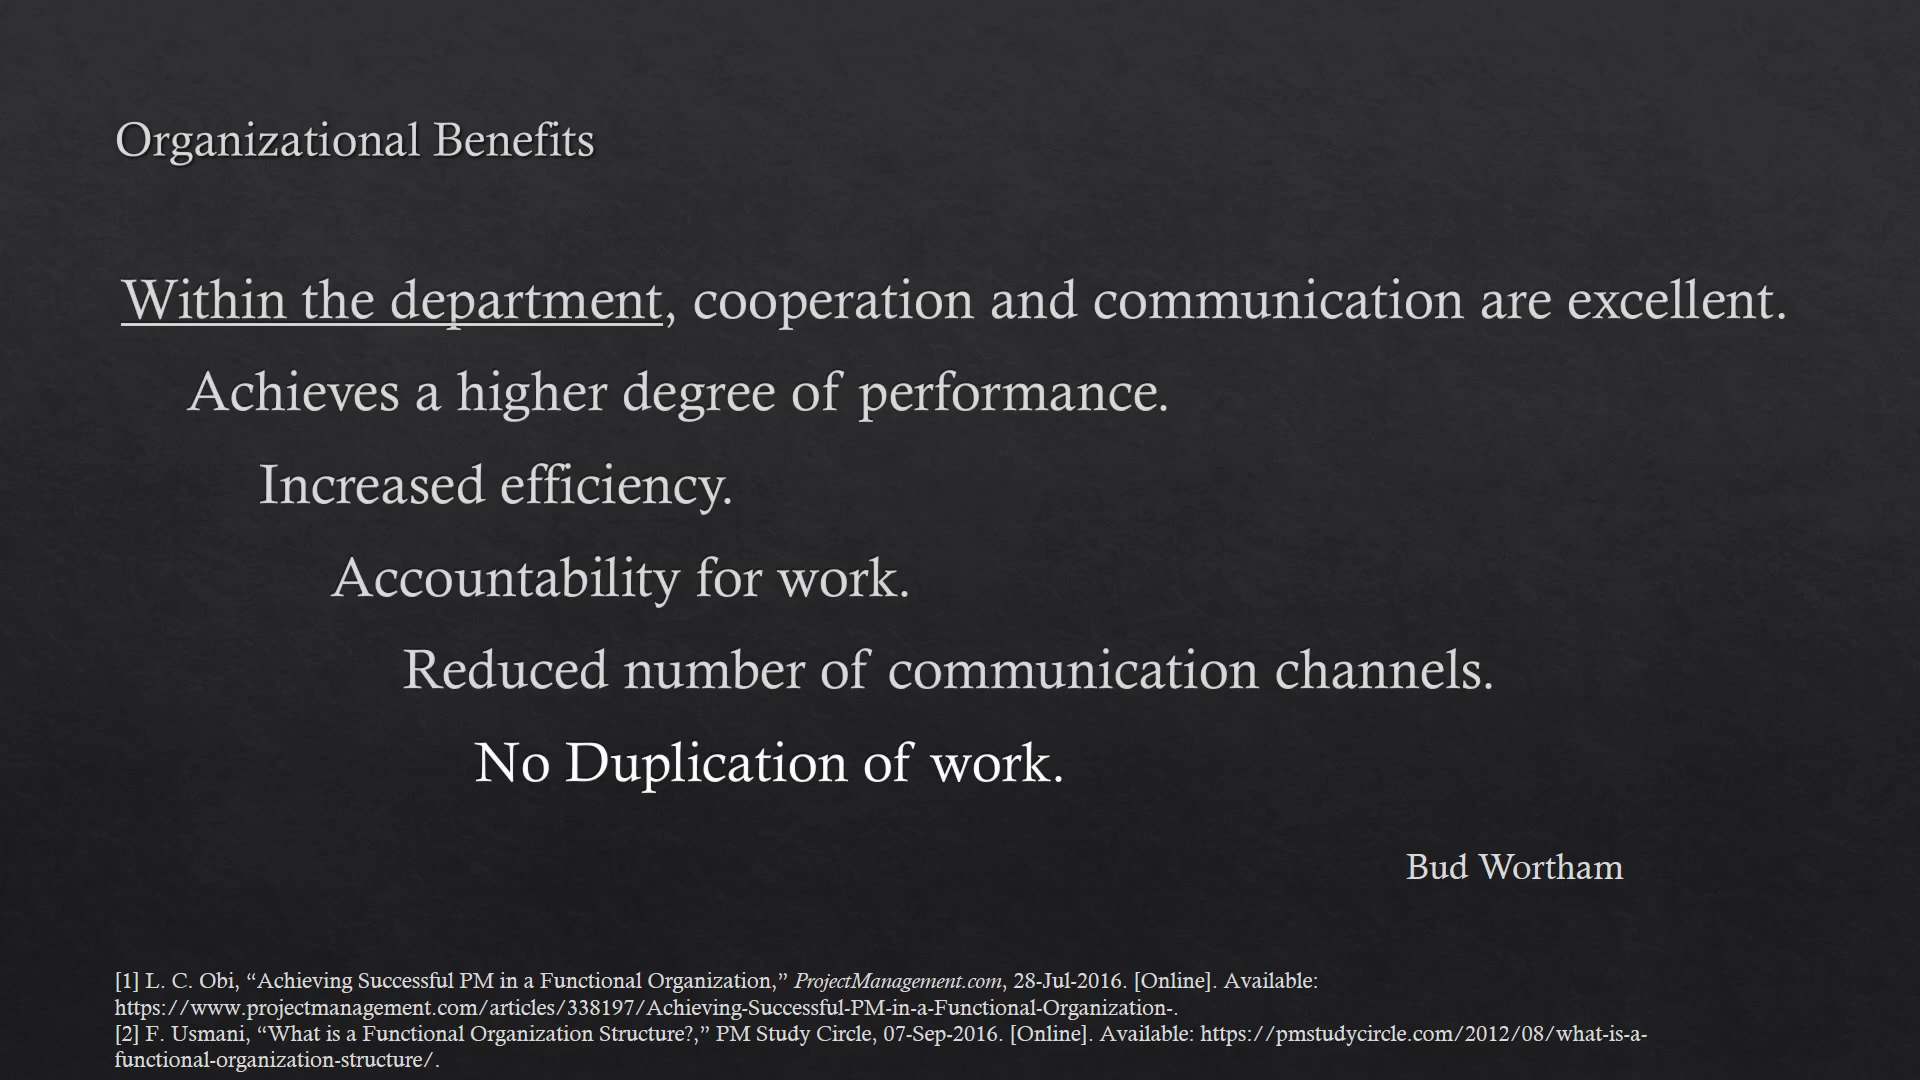 Organizational Benefits
Within the department, cooperation and communication are excellent.
Achieves a higher degree of performance.
Increased efficiency.
Accountability for work.
Reduced number of communication channels.
No Duplication of work.
Bud Wortham
[1] L. C. Obi, “Achieving Successful PM in a Functional Organization,” ProjectManagement.com, 28-Jul-2016. [Online]. Available:
https://www.projectmanagement.com/articles/338197/Achieving-Successful-PM-in-a-Functional-Organization-.
[2] F. Usmani, “What is a Functional Organization Structure?,” PM Study Circle, 07-Sep-2016. [Online]. Available: https://pmstudycircle.com/2012/08/what-is-a-
functional-organization-structure/.